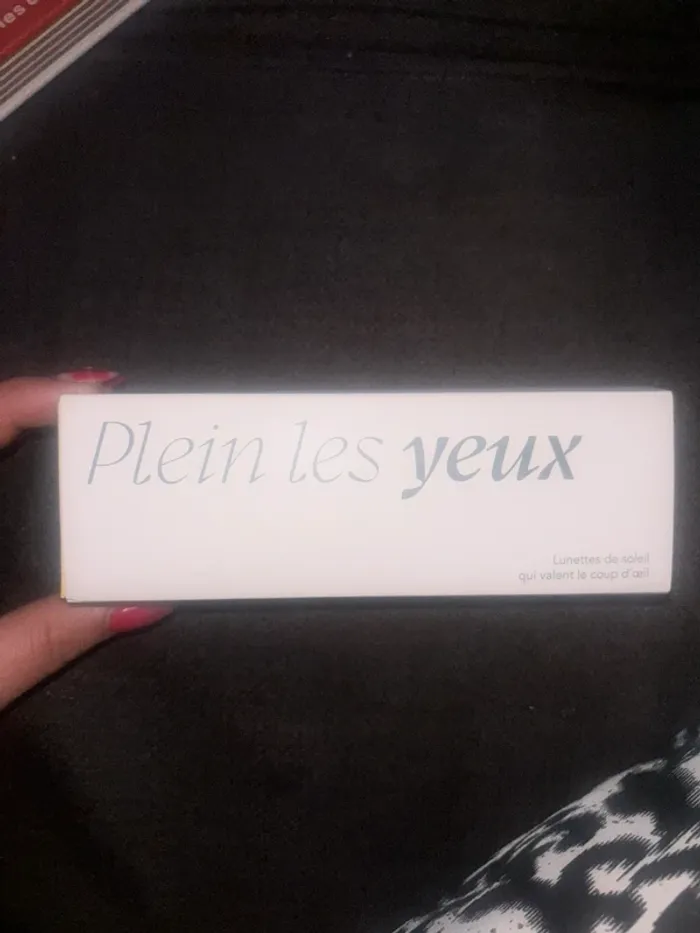 Plein les yeux
Lunettes de soleil
qui valent le coup d'œil